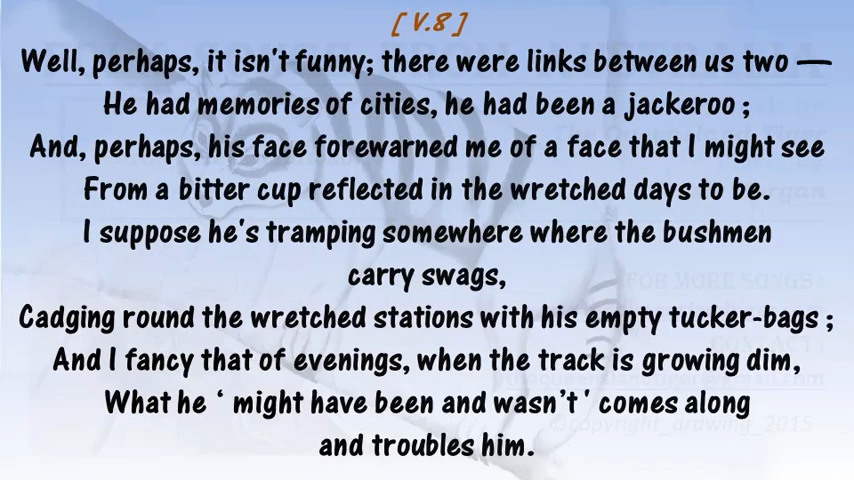 [ V.8 ]
Well, perhaps, it isn't funny; there were links between us two —
He had memories of cities, he had been a jackeroo ;
And, perhaps, his face forewarned me of a face that I might see
From a bitter cup reflected in the wretched days to be.
I suppose he's tramping somewhere where the bushmen
carry swags,
Cadging round the wretched stations with his empty tucker-bags ;
And I fancy that of evenings, when the track is growing dim,
What he ‘ might have been and wasn’t ' comes along
and troubles him.
FOR MORE SONGS :
©copyright_drawing_2015